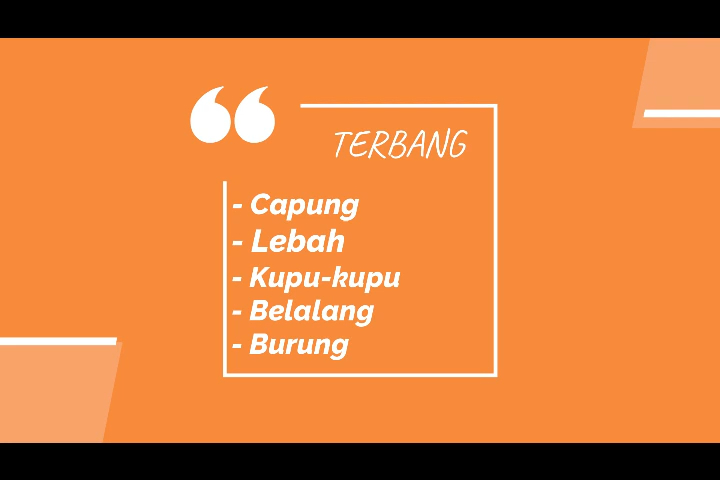 TERBANG
- Capung
- Lebah
- Kupu-kupu
- Belalang
- Burung